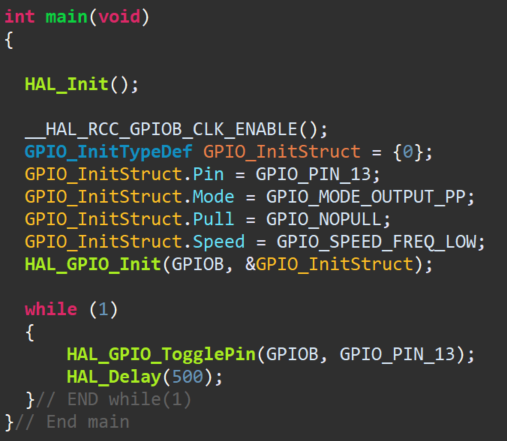 int main(void)
{
HAL_Init();
__HAL_RCC_GPIOB_CLK_ENABLE();
GPIO_InitTypeDef GPIO_InitStruct = {0};
GPIO_InitStruct.Pin = GPIO_PIN_13;
GPIO_InitStruct.Mode = GPIO_MODE_OUTPUT_PP;
GPIO_InitStruct.Pull = GPIO_NOPULL;
GPIO_InitStruct.Speed = GPIO_SPEED_FREQ_LOW;
HAL_GPIO_Init(GPIOB, &GPIO_InitStruct);
while (1)
{
HAL_GPIO_TogglePin(GPIOB, GPIO_PIN_13);
HAL_Delay(500);
}// END while(1)
}// End main